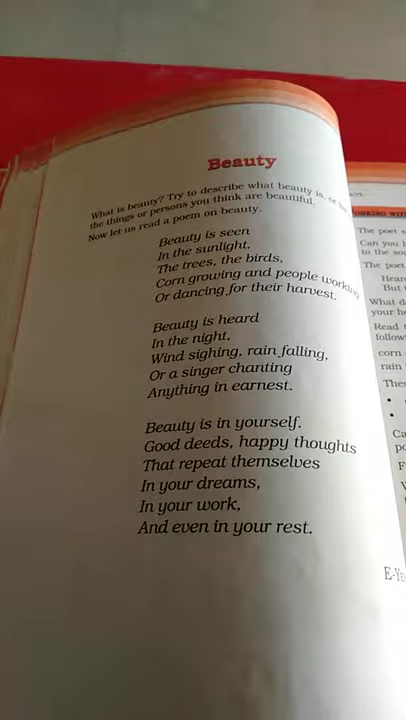 Beauty
What is beauty? Try to describe what beauty is, or
the things or persons you think are beautiful.
Now let us read a poem on beauty.
Beauty is seen
In the sunlight,
The trees, the birds,
Corn growing and people working
Or dancing for their harvest.
Beauty is heard
In the night,
Wind sighing, rain falling,
Or a singer chanting
Anything in earnest.
Beauty is in yourself.
Good deeds, happy thoughts
That repeat themselves
In your dreams,
In your work,
And even in your rest.
The poet
Can you
to the
The poet
But
What
your
Read
follow
corn
rain